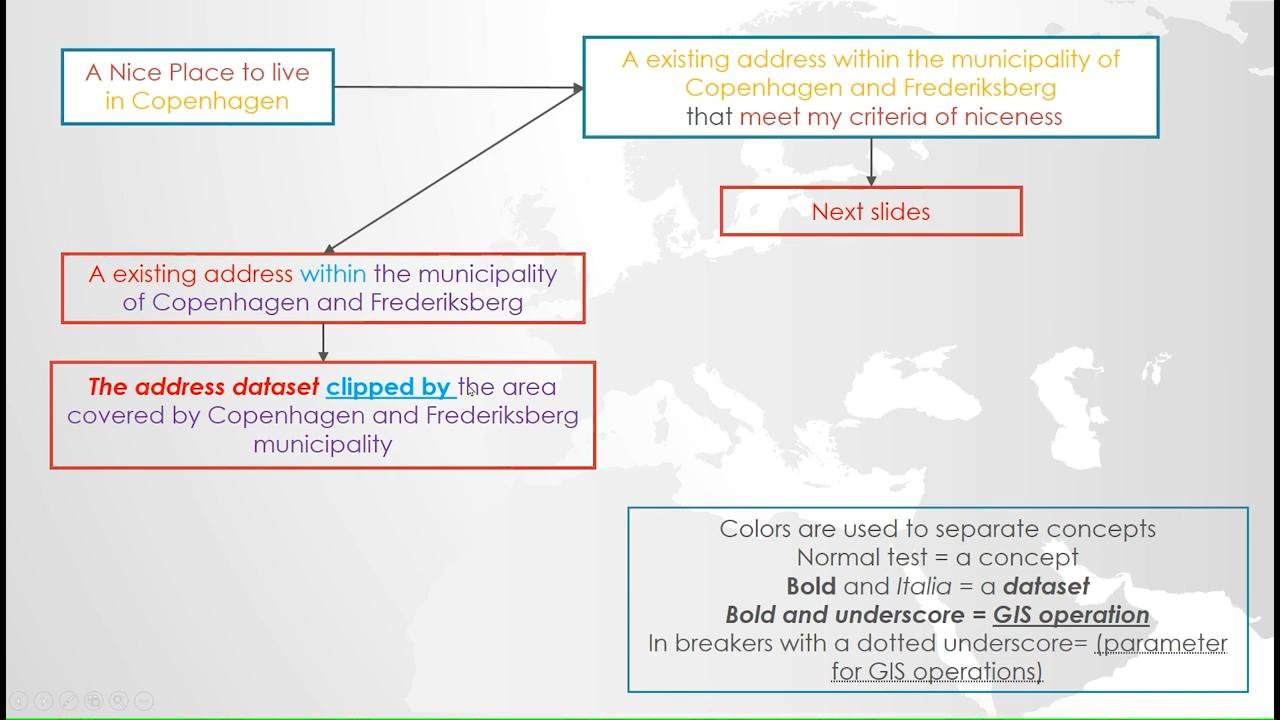 A Nice Place to live
in Copenhagen
A existing address within the municipality of
Copenhagen and Frederiksberg
that meet my criteria of niceness
Next slides
A existing address within the municipality
of Copenhagen and Frederiksberg
The address dataset clipped by the area
covered by Copenhagen and Frederiksberg
municipality
Colors are used to separate concepts
Normal test = a concept
Bold and Italia = a dataset
Bold and underscore = GIS operation
In breakers with a dotted underscore= (parameter
for GIS operations)